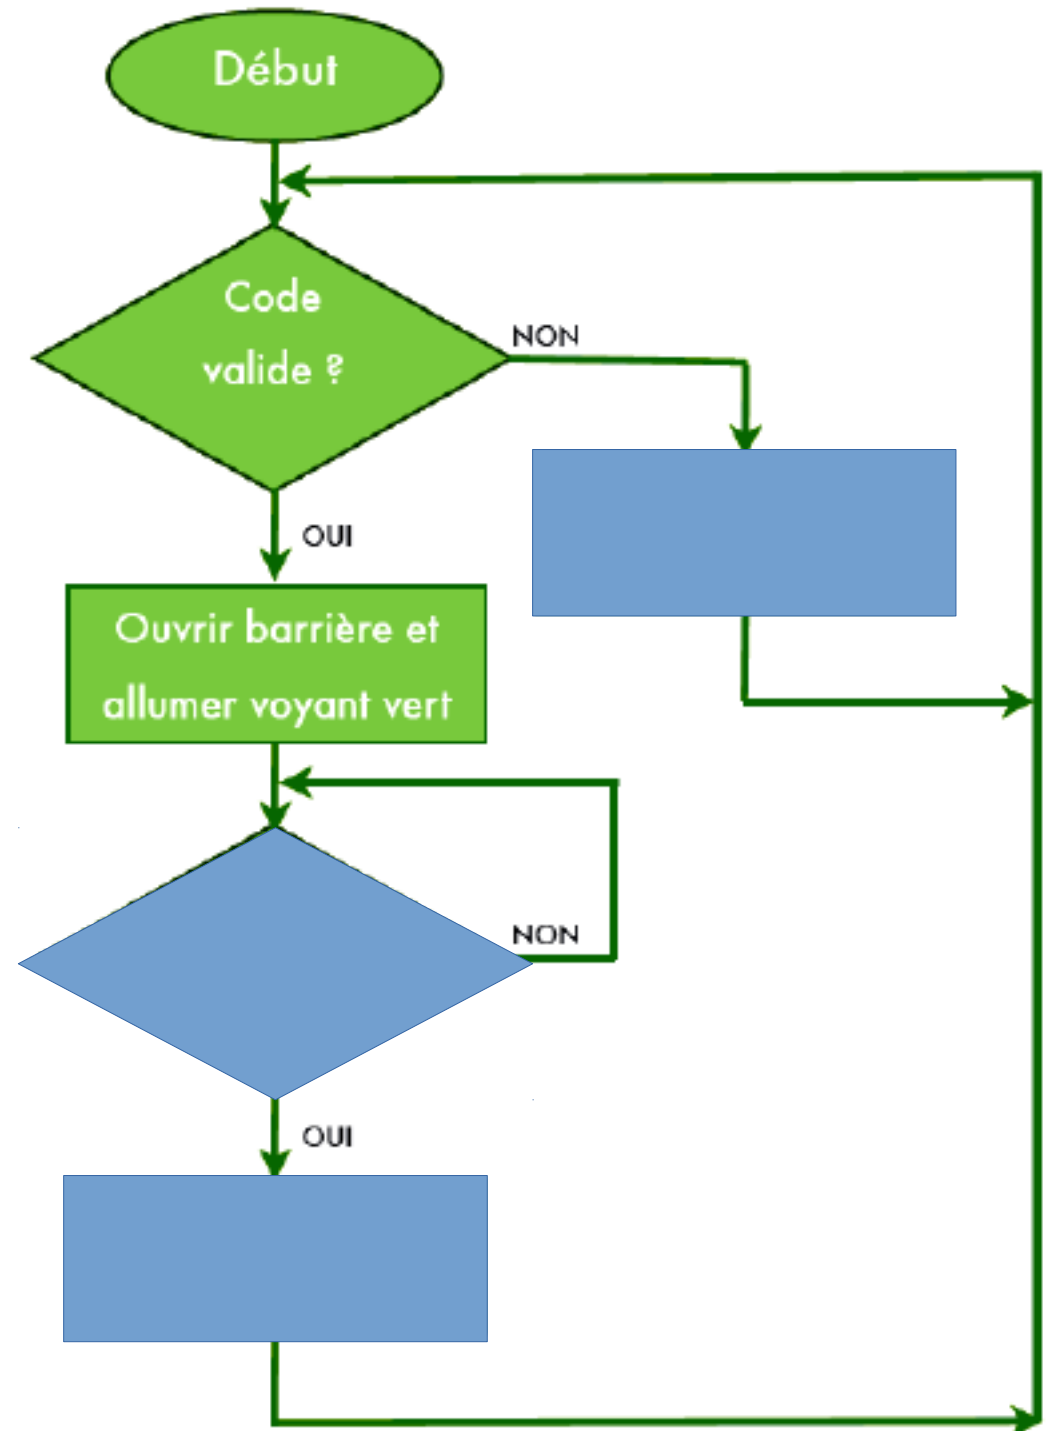 Début
Code
valide ?
NON
OUI
Ouvrir barrière et
allumer voyant vert
NON
OUI